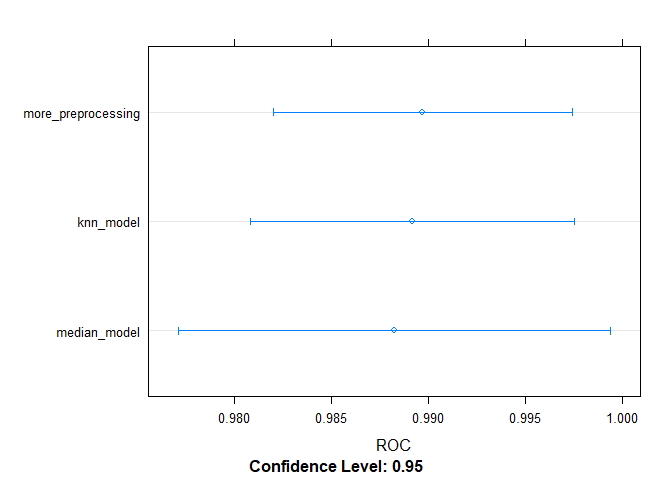 more_preprocessing
knn_model
median_model
0.980 0.985 0.990 0.995 1.000
ROC
Confidence Level: 0.95